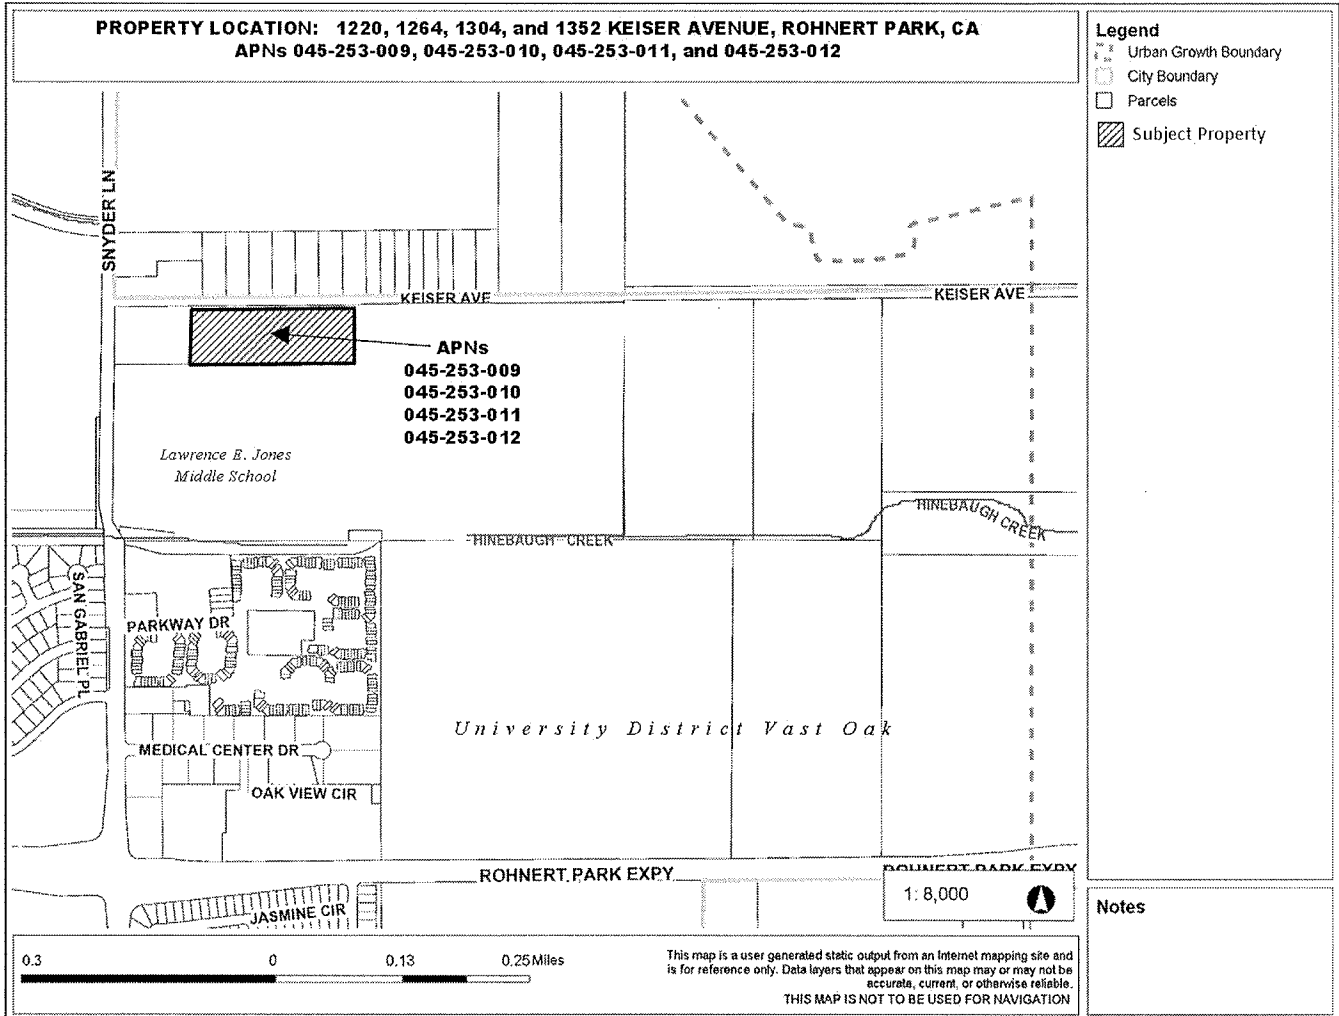 PROPERTY LOCATION: 1220, 1264, 1304, and 1352 KEISER AVENUE, ROHNERT PARK, CA
APNs 045-253-009, 045-253-010, 045-253-011, and 045-253-012
Legend
Urban Growth Boundary
City Boundary
Parcels
Subject Property
SNYDER LN
KEISER AVE
KEISER AVE
APNs
045-253-009
045-253-010
045-253-011
045-253-012
Lawrence E. Jones
Middle School
HINEBAUGH CREEK
HINEBAUGH CREEK
SAN GABRIEL PL
PARKWAY DR
University District Vast Oak
MEDICAL CENTER DR
OAK VIEW CIR
ROHNERT PARK EXPY
ROHNERT PARK EXPY
JASMINE CIR
1: 8,000
Notes
0.3 0 0.13 0.25 Miles
This map is a user generated static output from an Internet mapping site and
is for reference only. Data layers that appear on this map may or may not be
accurate, current, or otherwise reliable.
THIS MAP IS NOT TO BE USED FOR NAVIGATION